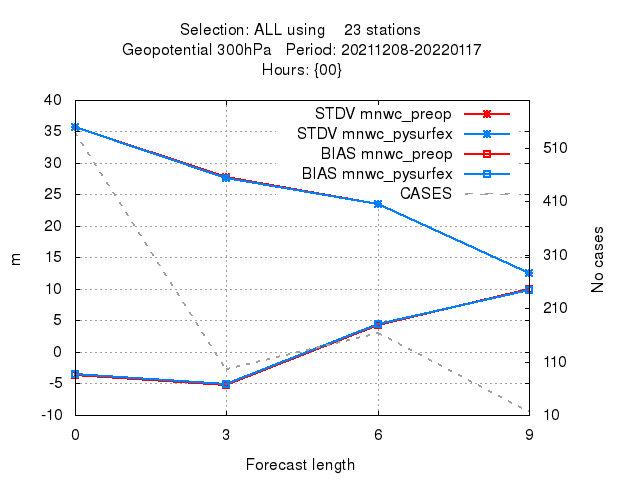 Selection: ALL using    23 stations
Geopotential 300hPa   Period: 20211208-20220117
Hours: {00}
STDV mnwc_preop
STDV mnwc_pysurfex
BIAS mnwc_preop
BIAS mnwc_pysurfex
CASES
40
35
30
25
20
15
10
5
0
-5
-10
m
510
410
310
210
110
10
No cases
0
3
6
9
Forecast length